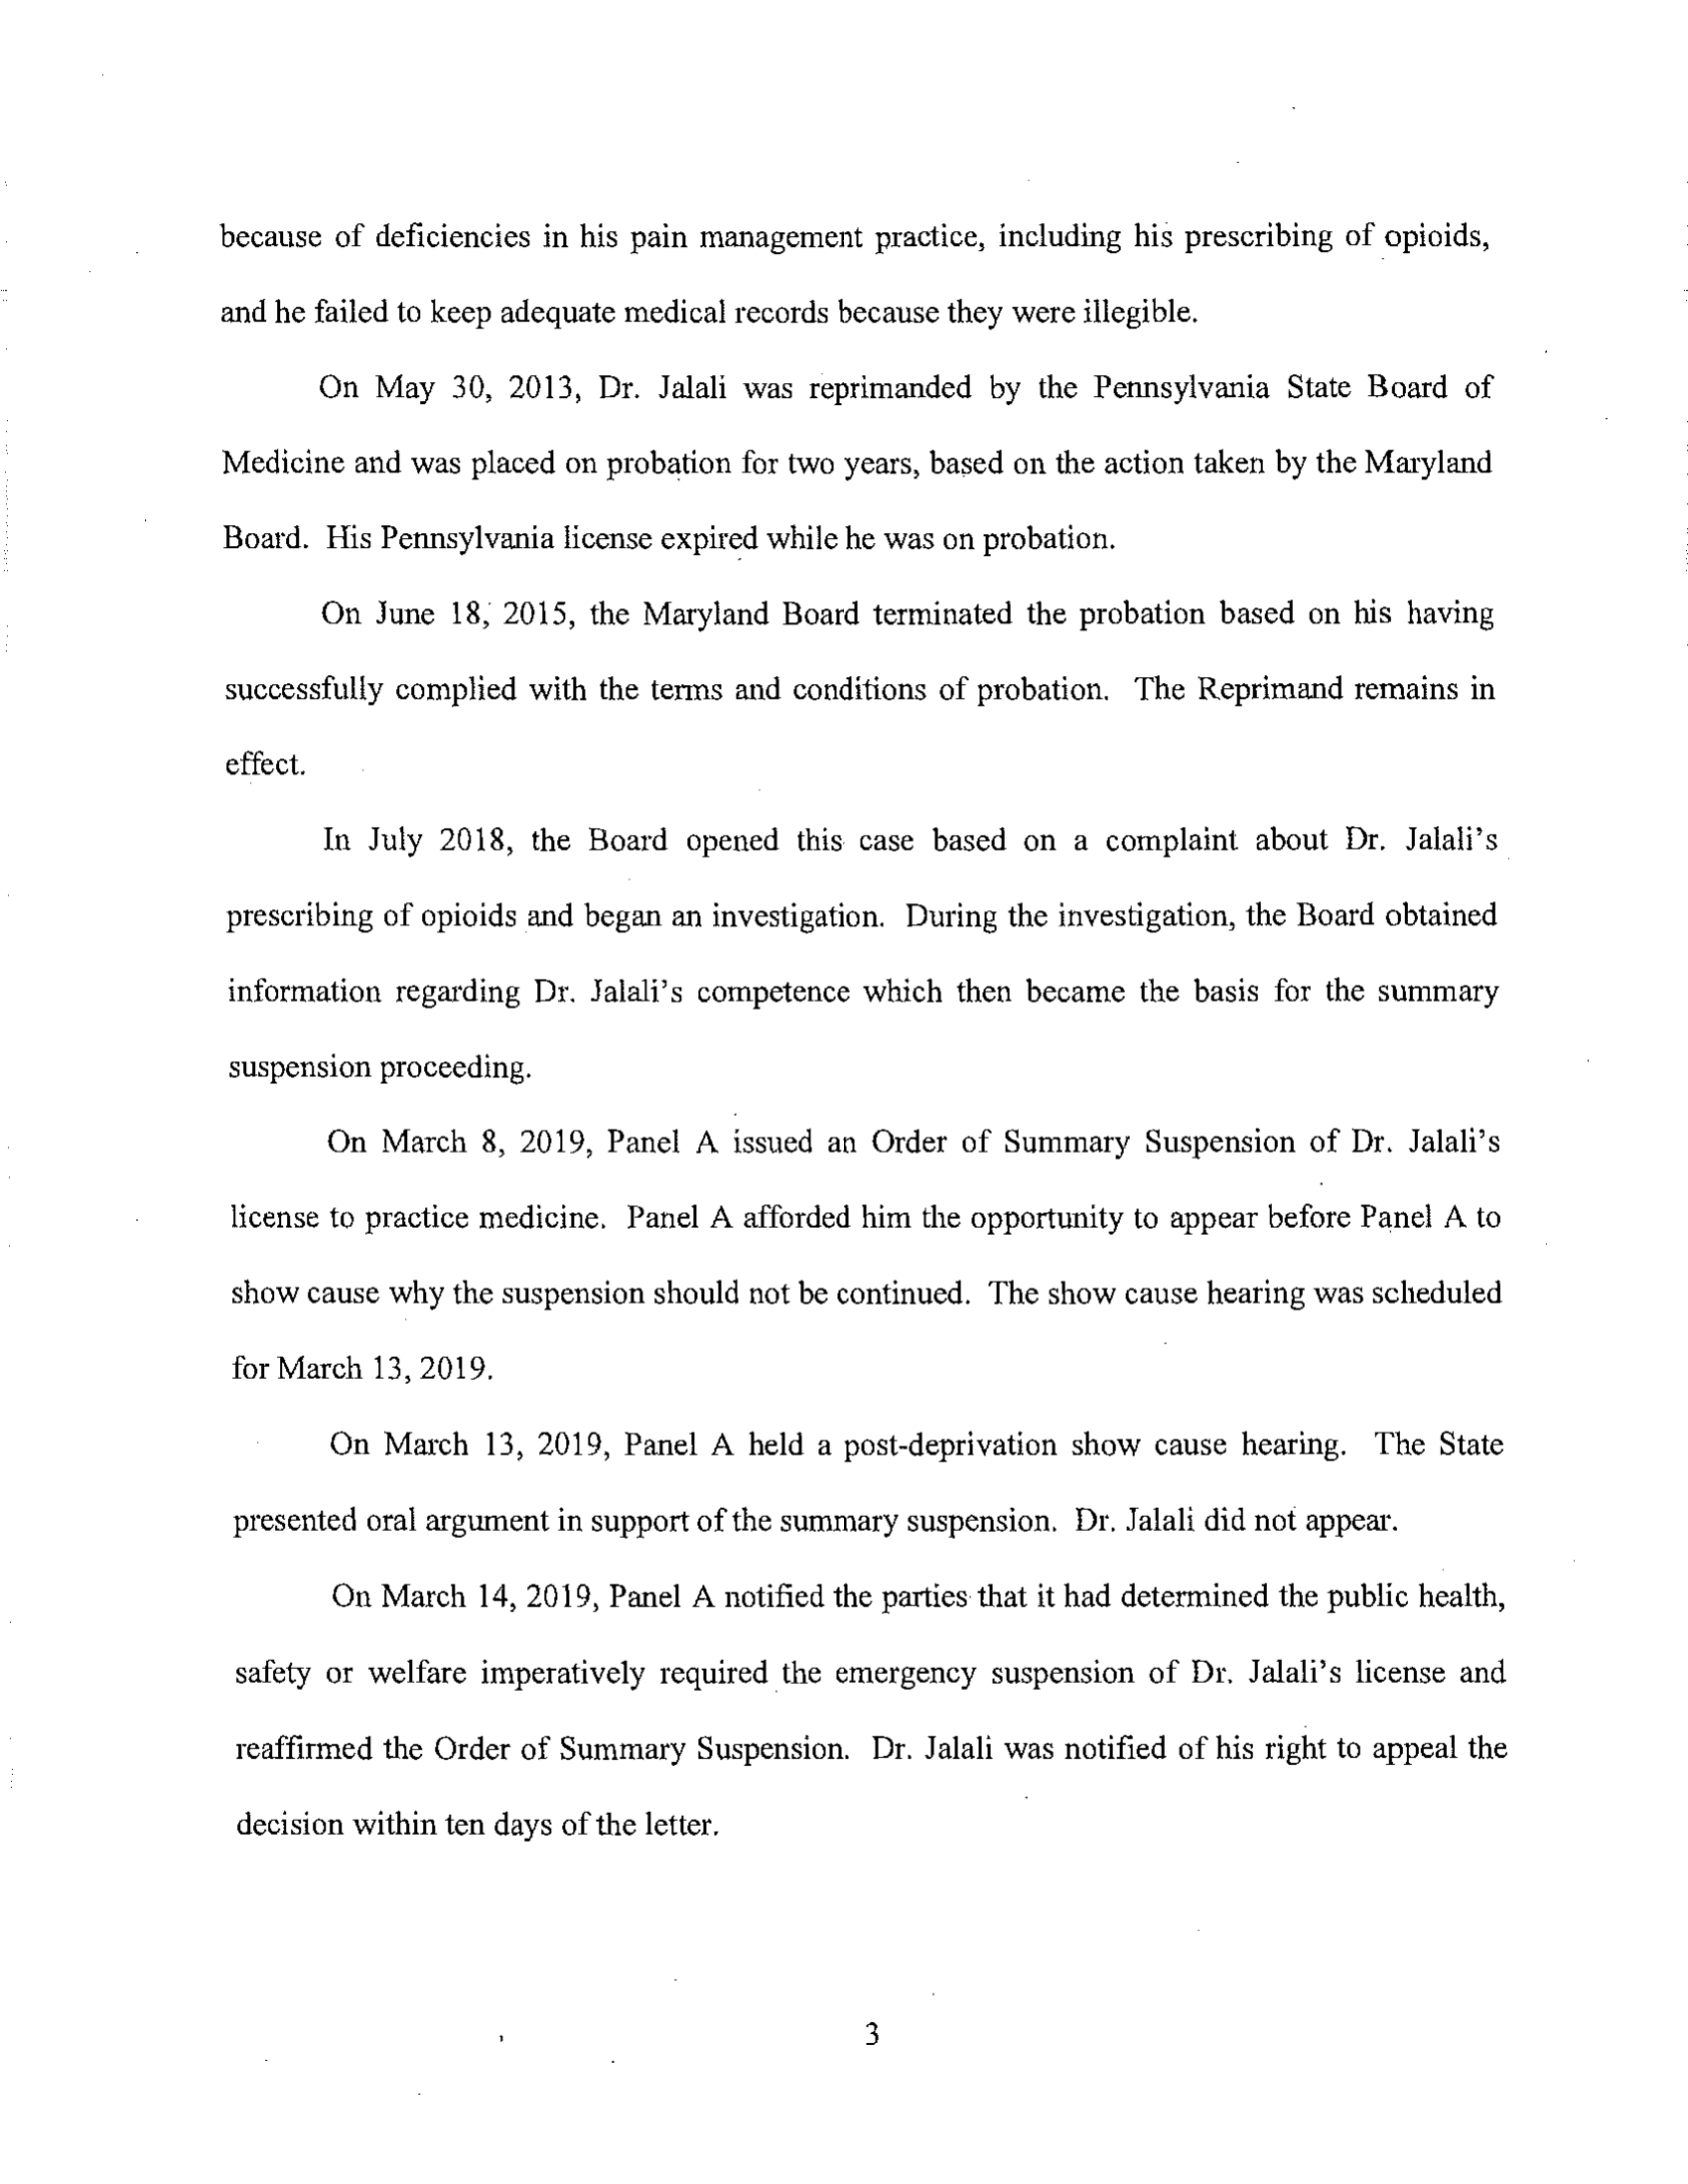 because of deficiencies in his pain management practice, including his prescribing of opioids,
and he failed to keep adequate medical records because they were illegible.
On May 30, 2013, Dr. Jalali was reprimanded by the Pennsylvania State Board of
Medicine and was placed on probation for two years, based on the action taken by the Maryland
Board. His Pennsylvania license expired while he was on probation.
On June 18, 2015, the Maryland Board terminated the probation based on his having
successfully complied with the terms and conditions of probation. The Reprimand remains in
effect.
In July 2018, the Board opened this case based on a complaint about Dr. Jalali's
prescribing of opioids and began an investigation. During the investigation, the Board obtained
information regarding Dr. Jalali's competence which then became the basis for the summary
suspension proceeding.
On March 8, 2019, Panel A issued an Order of Summary Suspension of Dr. Jalali's
license to practice medicine. Panel A afforded him the opportunity to appear before Panel A to
show cause why the suspension should not be continued. The show cause hearing was scheduled
for March 13, 2019.
On March 13, 2019, Panel A held a post-deprivation show cause hearing. The State
presented oral argument in support of the summary suspension. Dr. Jalali did not appear.
On March 14, 2019, Panel A notified the parties that it had determined the public health,
safety or welfare imperatively required the emergency suspension of Dr. Jalali's license and
reaffirmed the Order of Summary Suspension. Dr. Jalali was notified of his right to appeal the
decision within ten days of the letter.
3